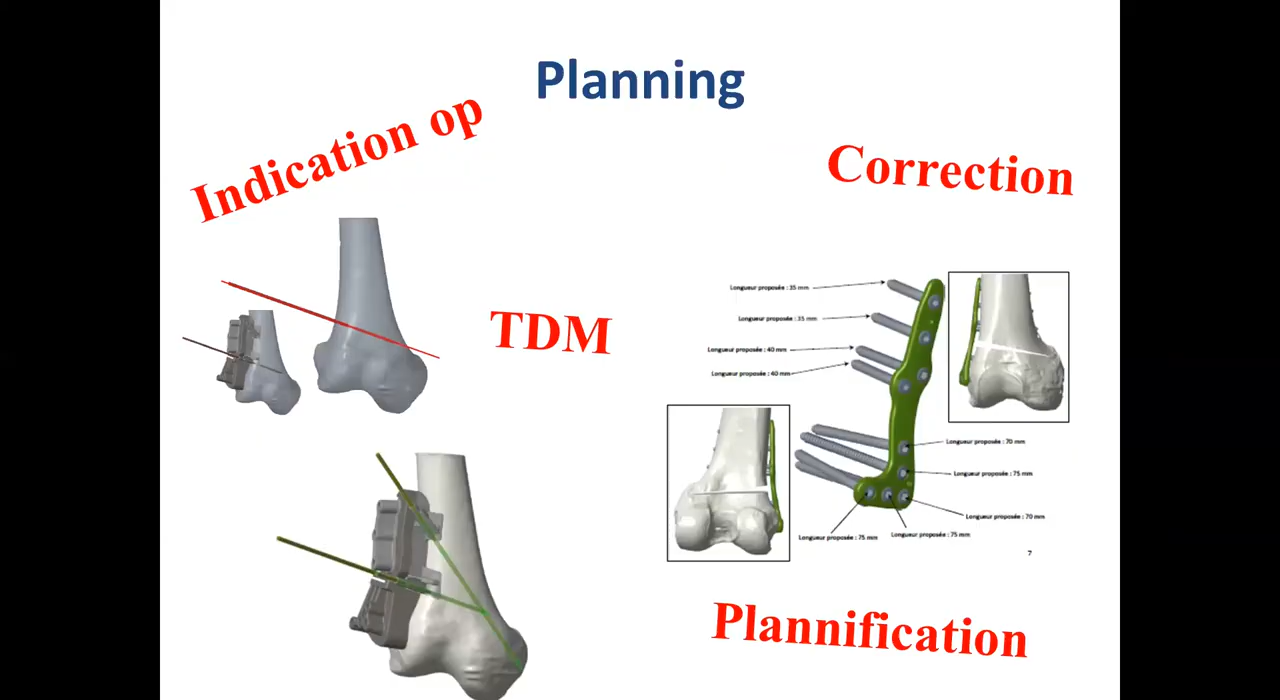 Planning
Indication op
Correction
TDM
Longueur proposée : 35 mm
Longueur proposée : 35 mm
Longueur proposée : 40 mm
Longueur proposée : 40 mm
Longueur proposée : 70 mm
Longueur proposée : 75 mm
Longueur proposée : 70 mm
Longueur proposée : 75 mm
Longueur proposée : 75 mm
7
Plannification